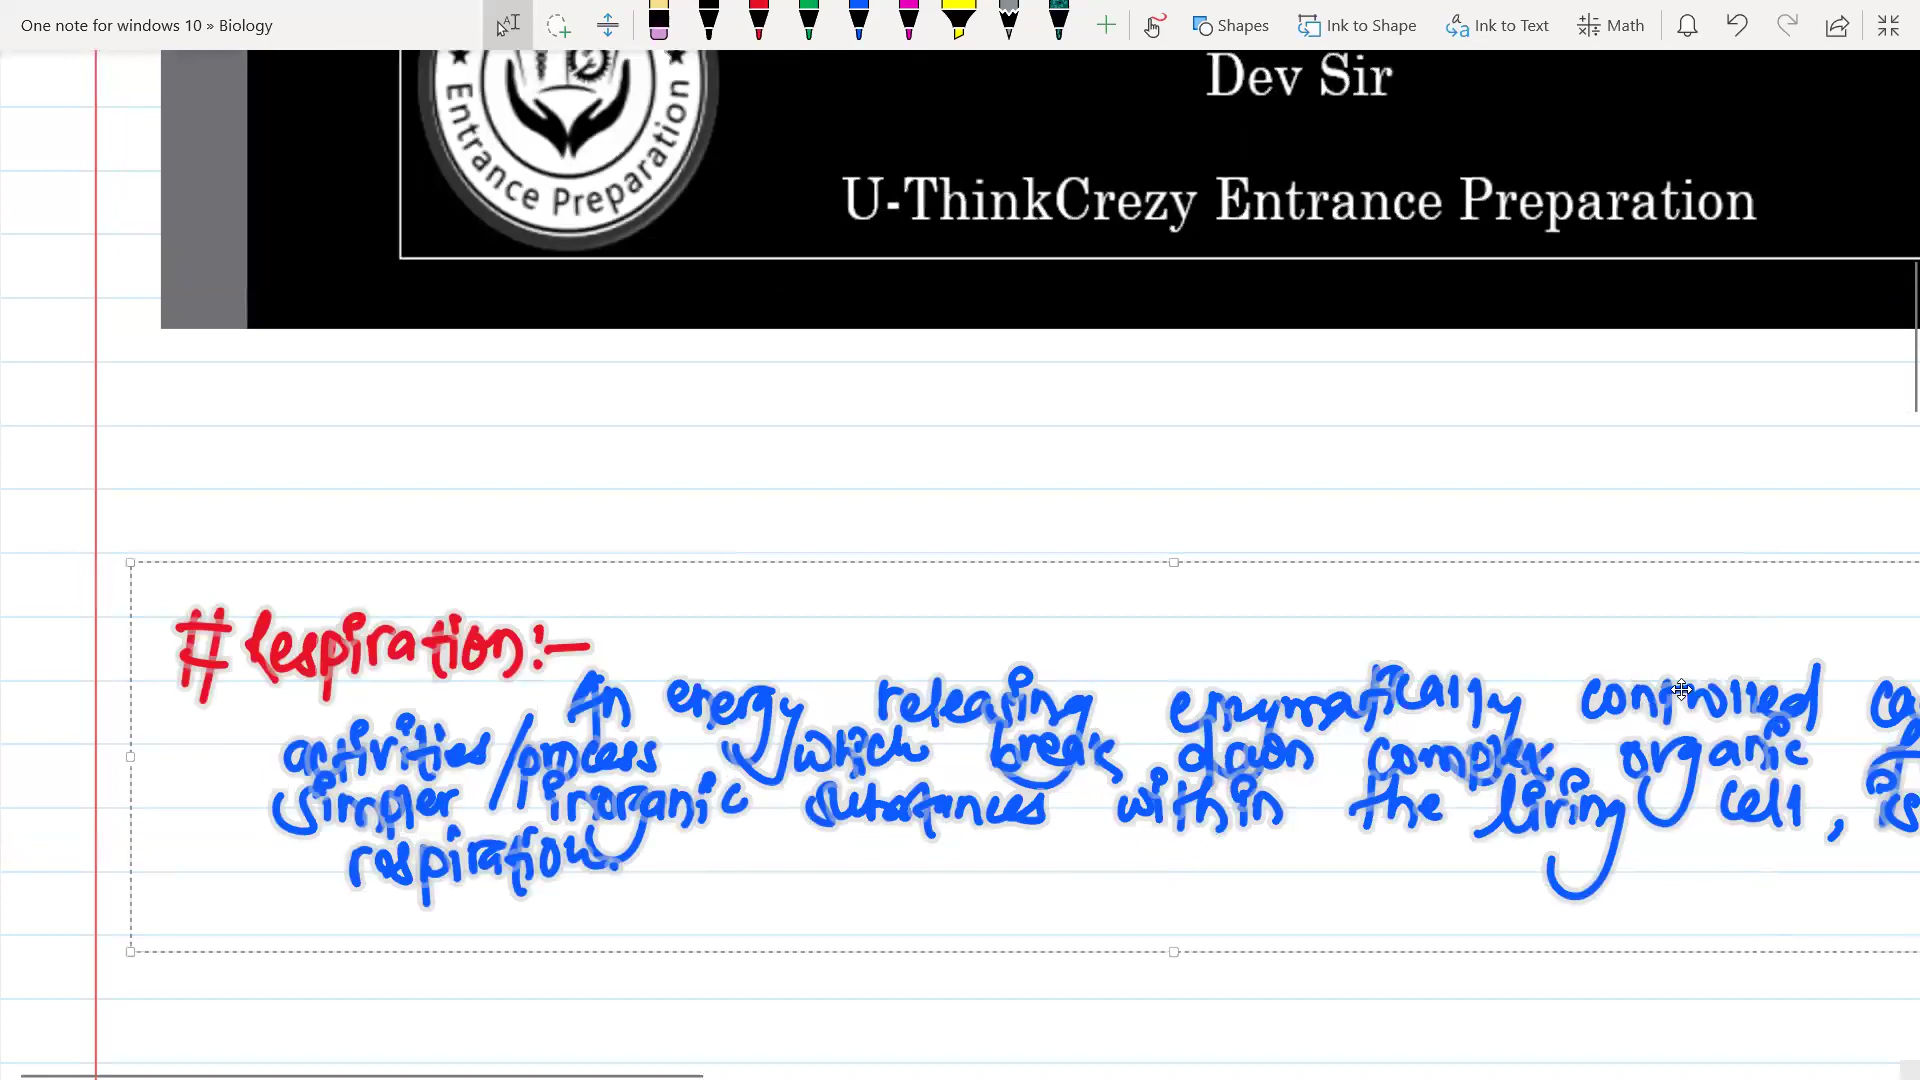 One note for windows 10 » Biology
Shapes
Ink to Shape
Ink to Text
Math
Entrance Preparation
Dev Sir
U-ThinkCrezy Entrance Preparation
# Respiration:-
An energy releasing enzymatically controlled
activities/process which breaks down complex organic
simpler/inorganic substances within the living cell, is
respiration.